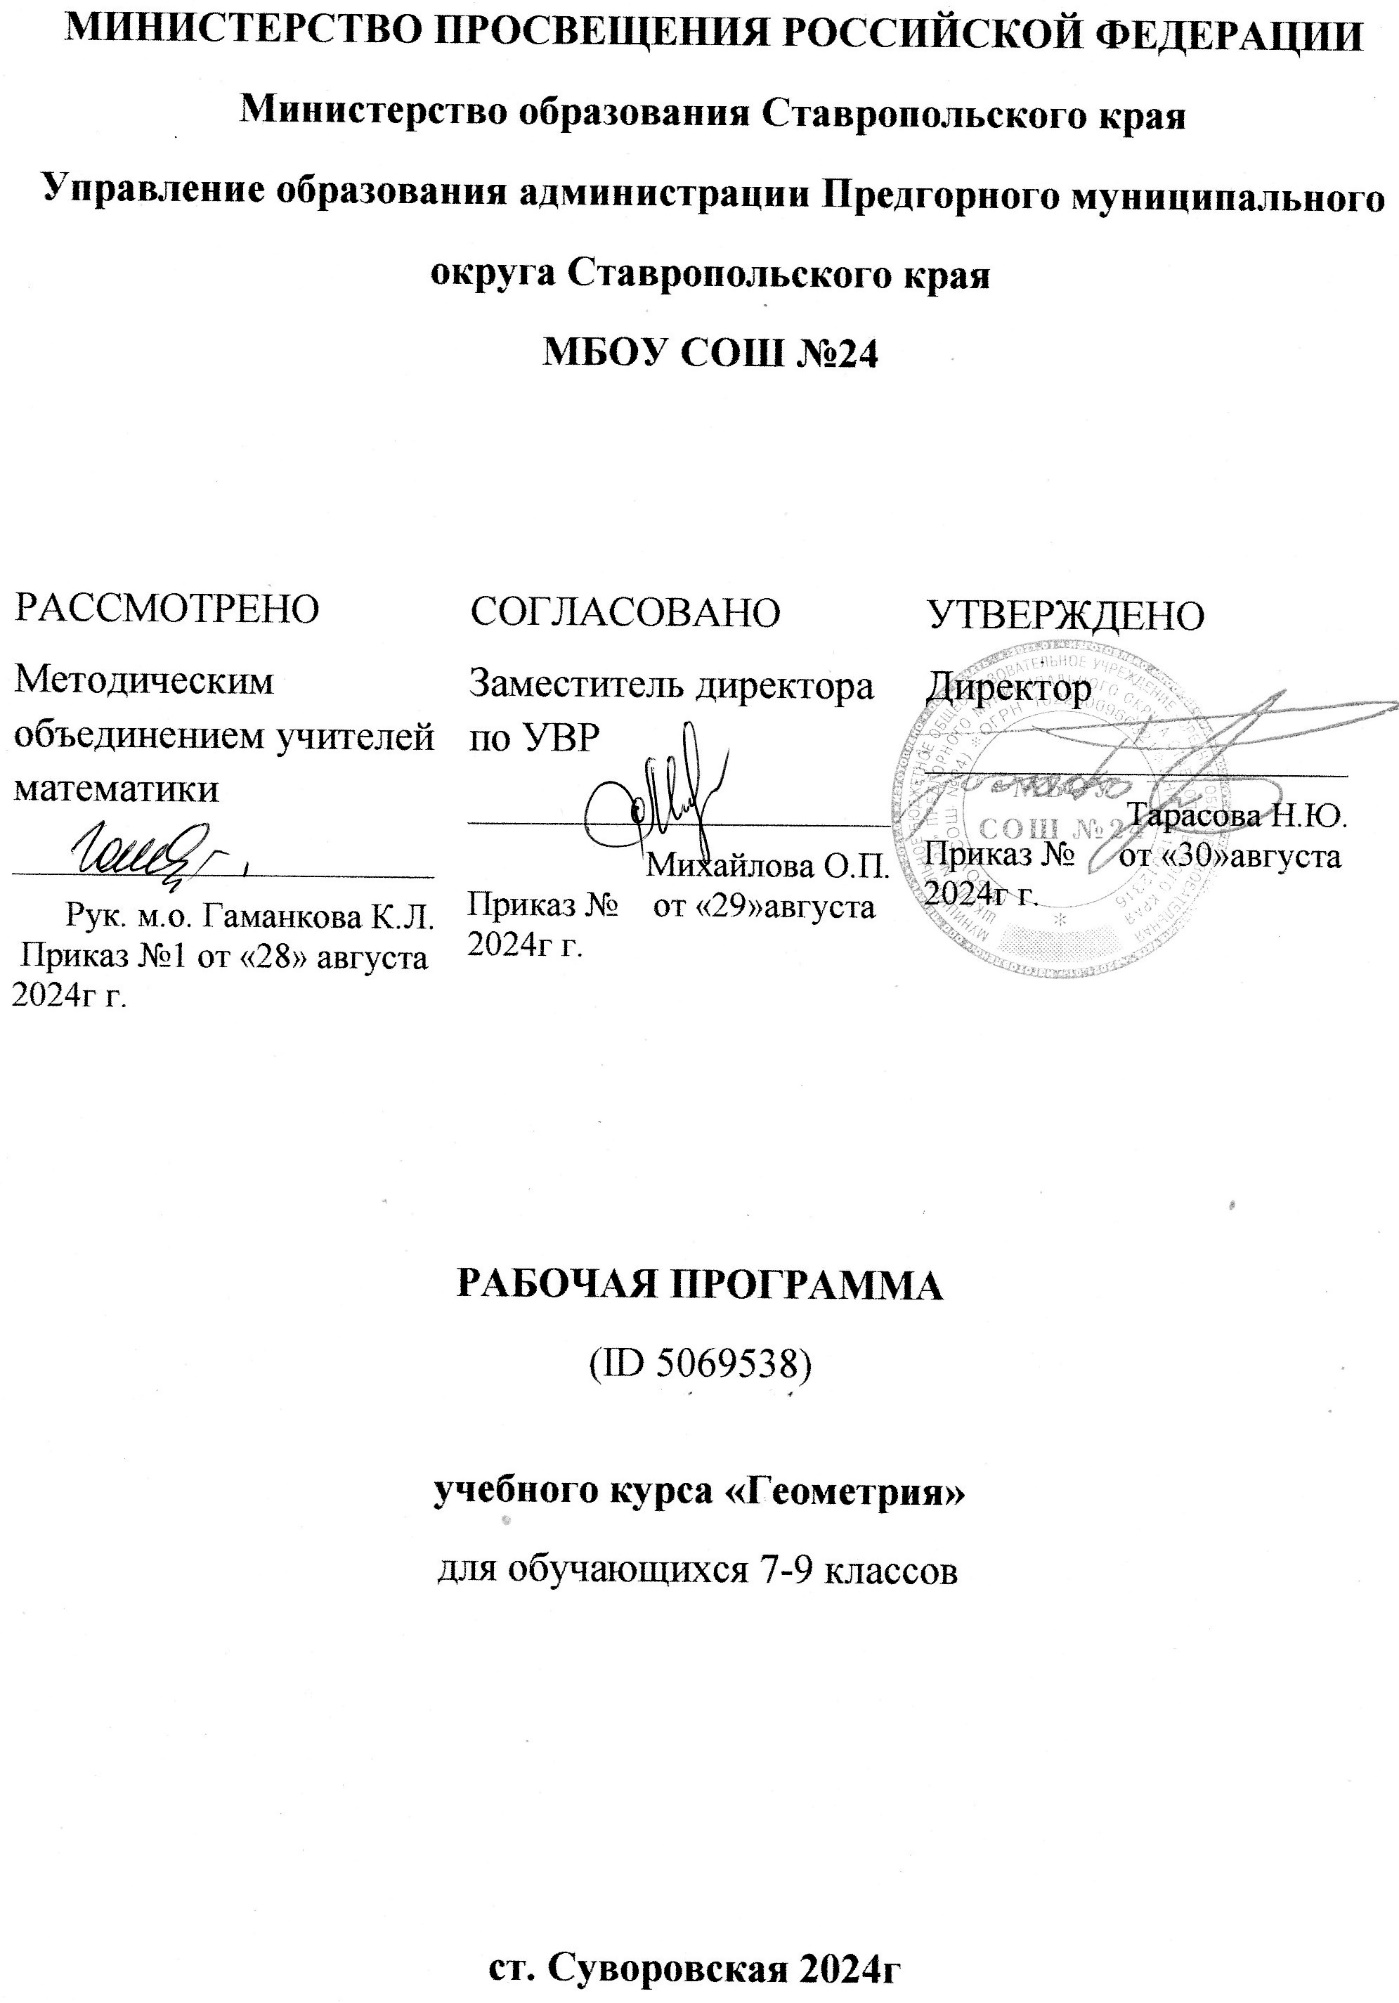 МИНИСТЕРСТВО ПРОСВЕЩЕНИЯ РОССИЙСКОЙ ФЕДЕРАЦИИ
Министерство образования Ставропольского края
Управление образования администрации Предгорного муниципального
округа Ставропольского края
МБОУ СОШ №24
РАССМОТРЕНО
Методическим
объединением учителей
математики
Рук. м.о. Гаманкова К.Л.
Приказ №1 от «28» августа
2024г г.
СОГЛАСОВАНО
Заместитель директора
по УВР
Михайлова О.П.
Приказ № от «29»августа
2024г г.
УТВЕРЖДЕНО
Директор
Тарасова Н.Ю.
Приказ № от «30»августа
2024г г.
СОШ №24
РАБОЧАЯ ПРОГРАММА
(ID 5069538)
учебного курса «Геометрия»
для обучающихся 7-9 классов
ст. Суворовская 2024г